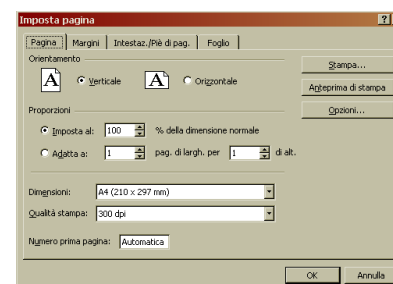 Imposta pagina ?
Pagina Margini Intestaz./Piè di pag. Foglio
Orientamento
A Verticale A Orizzontale
Stampa...
Anteprima di stampa
Opzioni...
Proporzioni
Imposta al: 100 % della dimensione normale
Adatta a: 1 pag. di largh. per 1 di alt.
Dimensioni: A4 (210 x 297 mm)
Qualità stampa: 300 dpi
Numero prima pagina: Automatica
OK Annulla